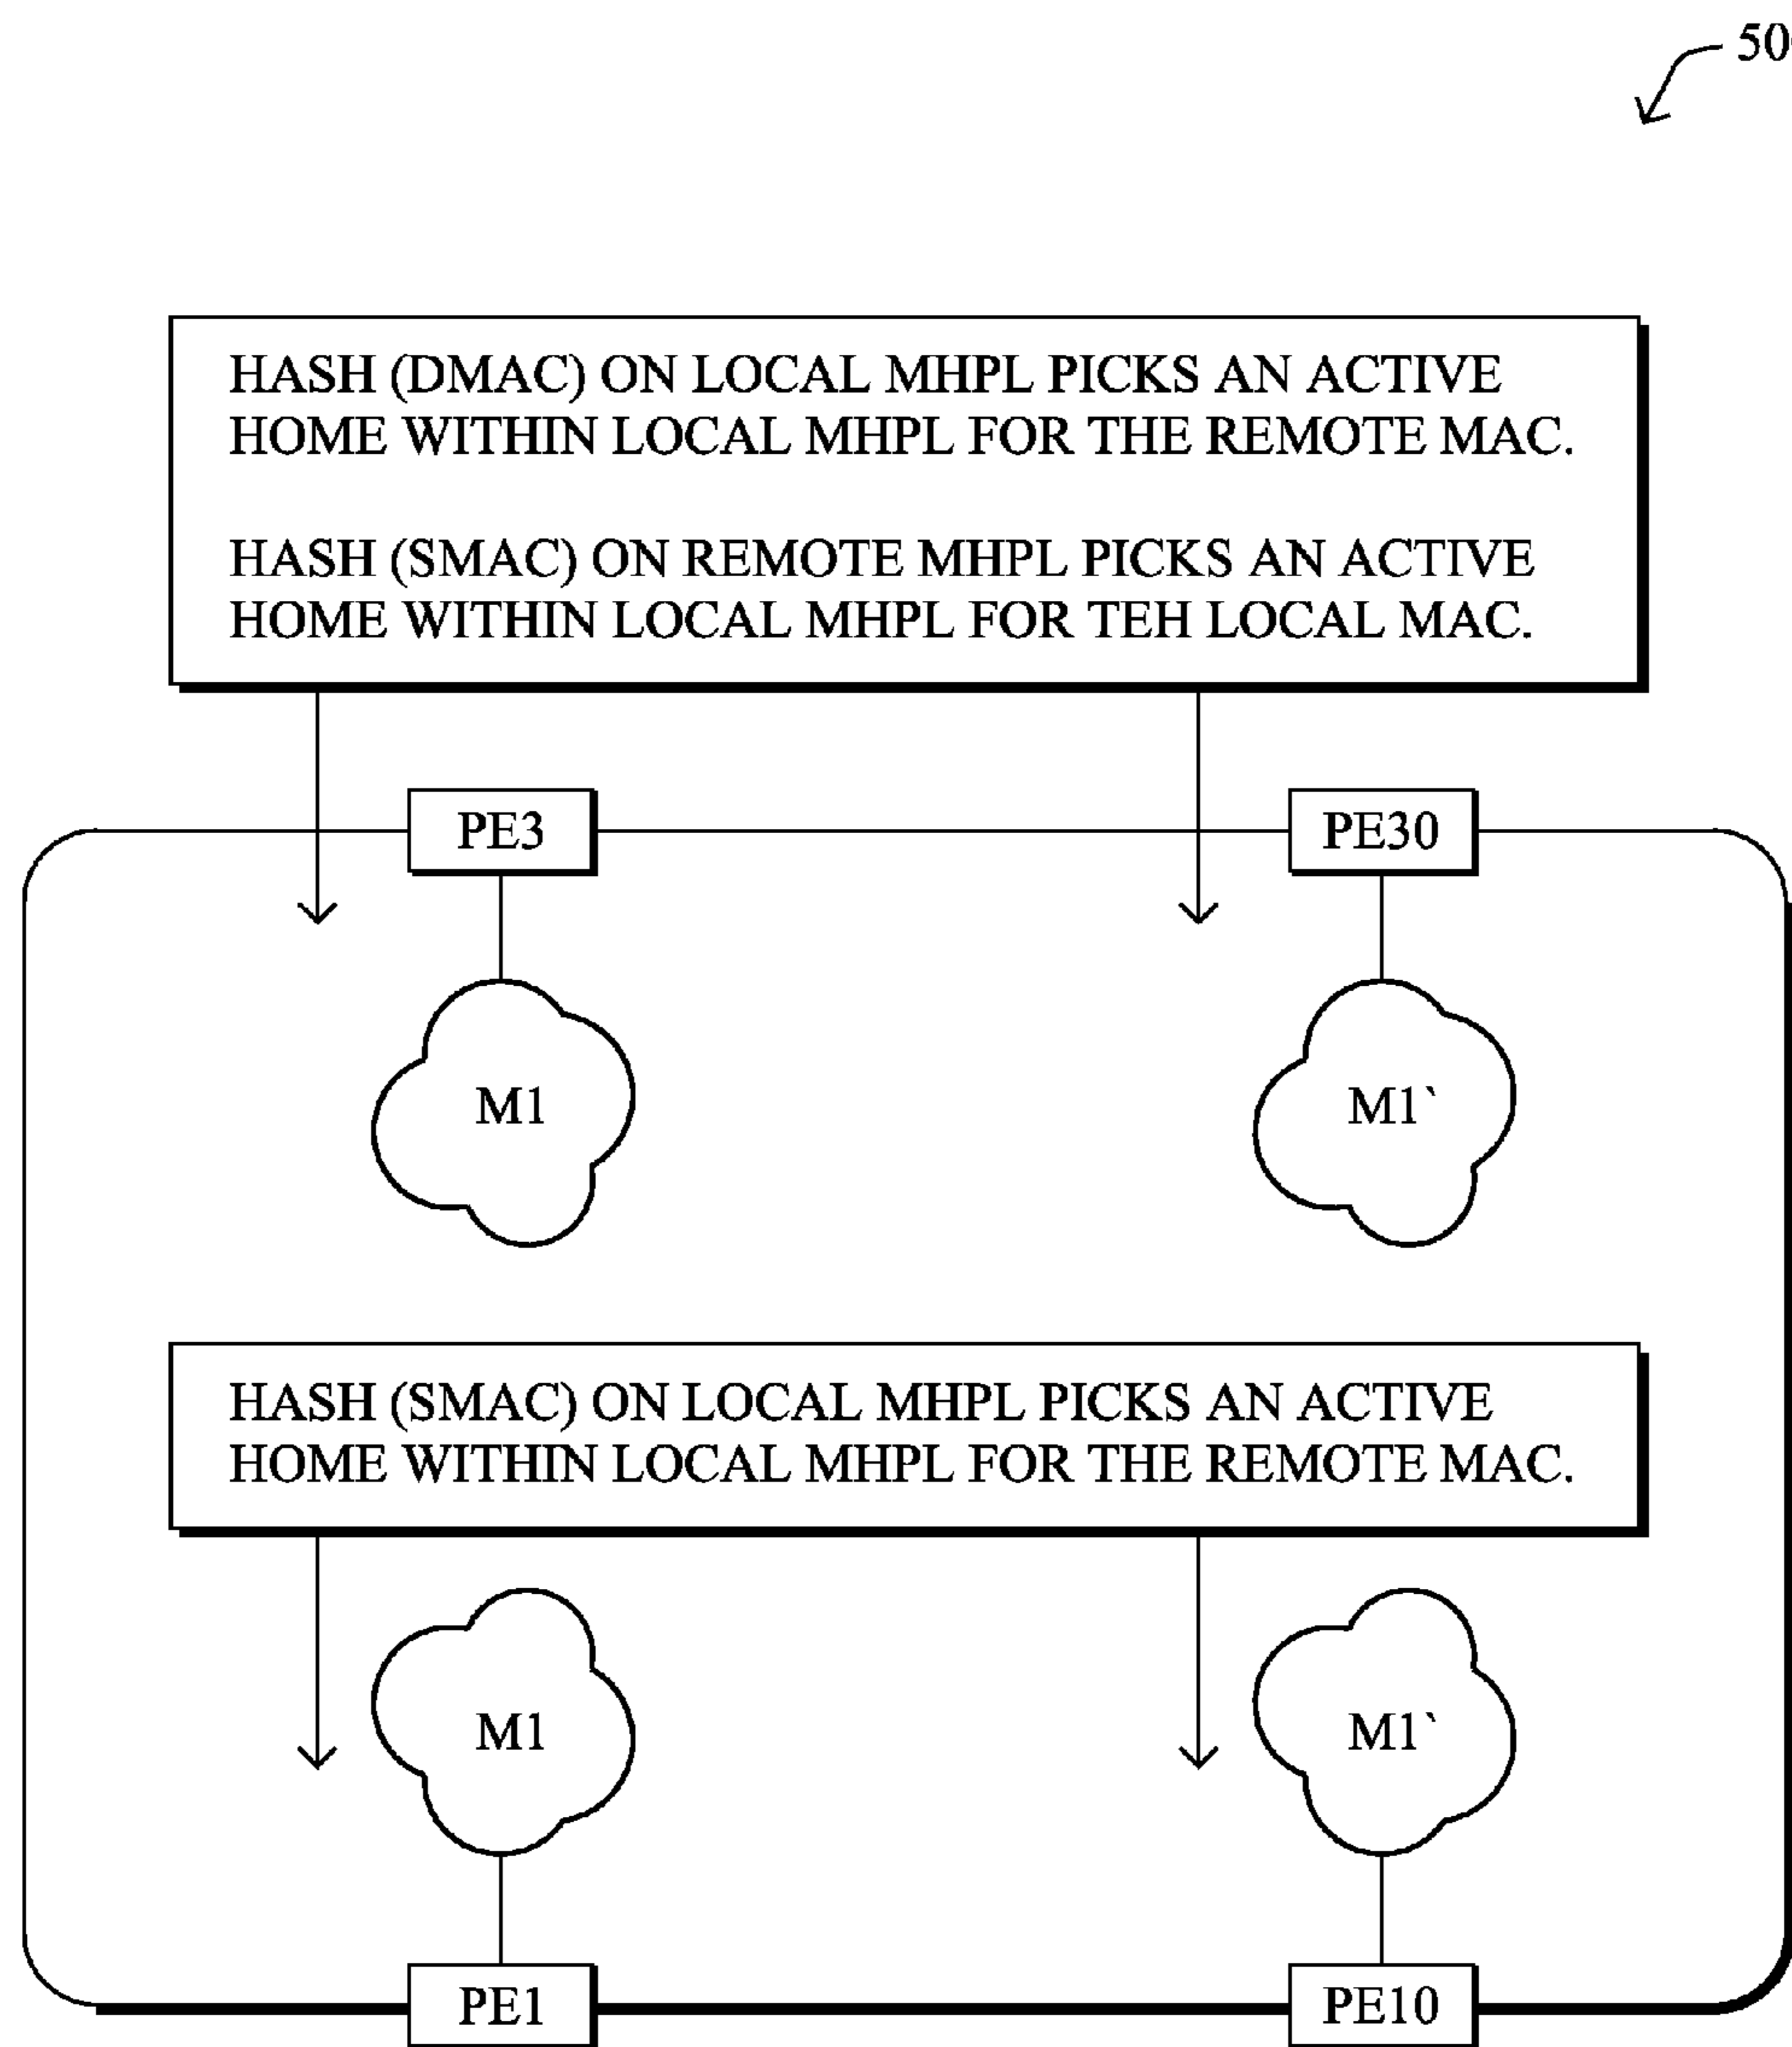 50
HASH (DMAC) ON LOCAL MHPL PICKS AN ACTIVE
HOME WITHIN LOCAL MHPL FOR THE REMOTE MAC.
HASH (SMAC) ON REMOTE MHPL PICKS AN ACTIVE
HOME WITHIN LOCAL MHPL FOR TEH LOCAL MAC.
PE3
PE30
M1
M1`
HASH (SMAC) ON LOCAL MHPL PICKS AN ACTIVE
HOME WITHIN LOCAL MHPL FOR THE REMOTE MAC.
M1
M1`
PE1
PE10